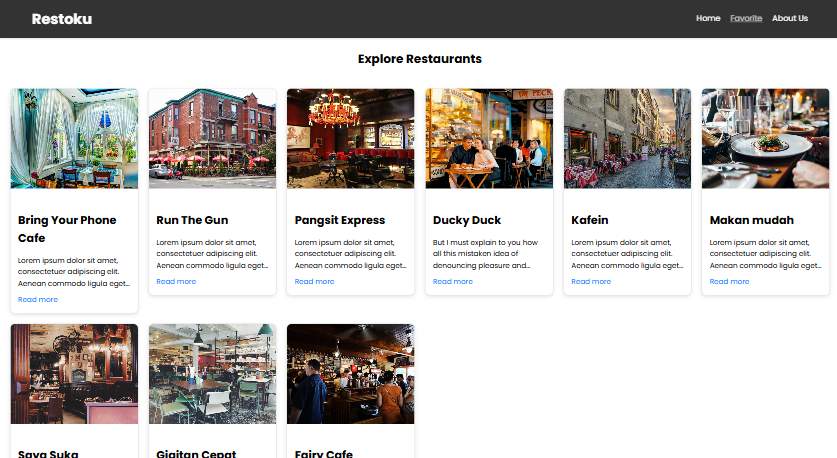 Restoku
Home Favorite About Us
Explore Restaurants
Bring Your Phone
Cafe
Lorem ipsum dolor sit amet,
consectetuer adipiscing elit.
Aenean commodo ligula eget...
Read more
Run The Gun
Lorem ipsum dolor sit amet,
consectetuer adipiscing elit.
Aenean commodo ligula eget...
Read more
Pangsit Express
Lorem ipsum dolor sit amet,
consectetuer adipiscing elit.
Aenean commodo ligula eget...
Read more
Ducky Duck
But I must explain to you how
all this mistaken idea of
denouncing pleasure and...
Read more
Kafein
Lorem ipsum dolor sit amet,
consectetuer adipiscing elit.
Aenean commodo ligula eget...
Read more
Makan mudah
Lorem ipsum dolor sit amet,
consectetuer adipiscing elit.
Aenean commodo ligula eget...
Read more
Saya Suka
Gigitan Cepat
Fairy Cafe